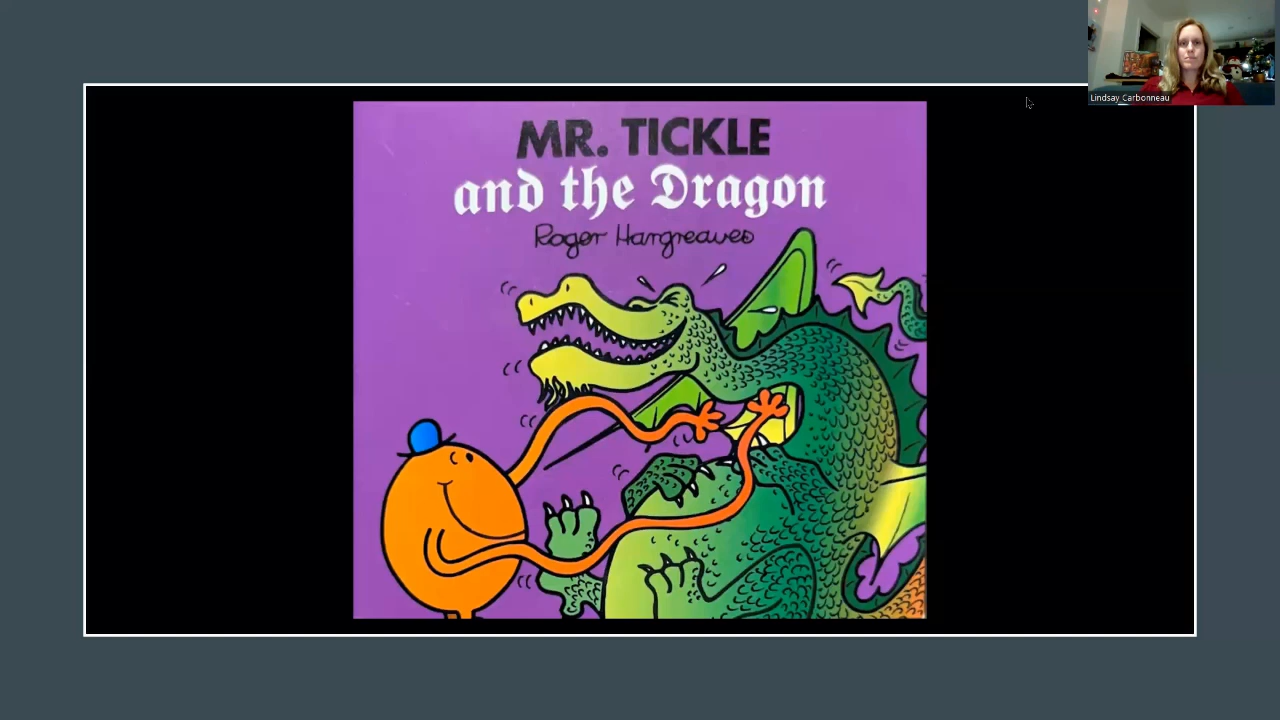 MR. TICKLE
and the Dragon
Roger Hargreaves
Lindsay Carbonneau